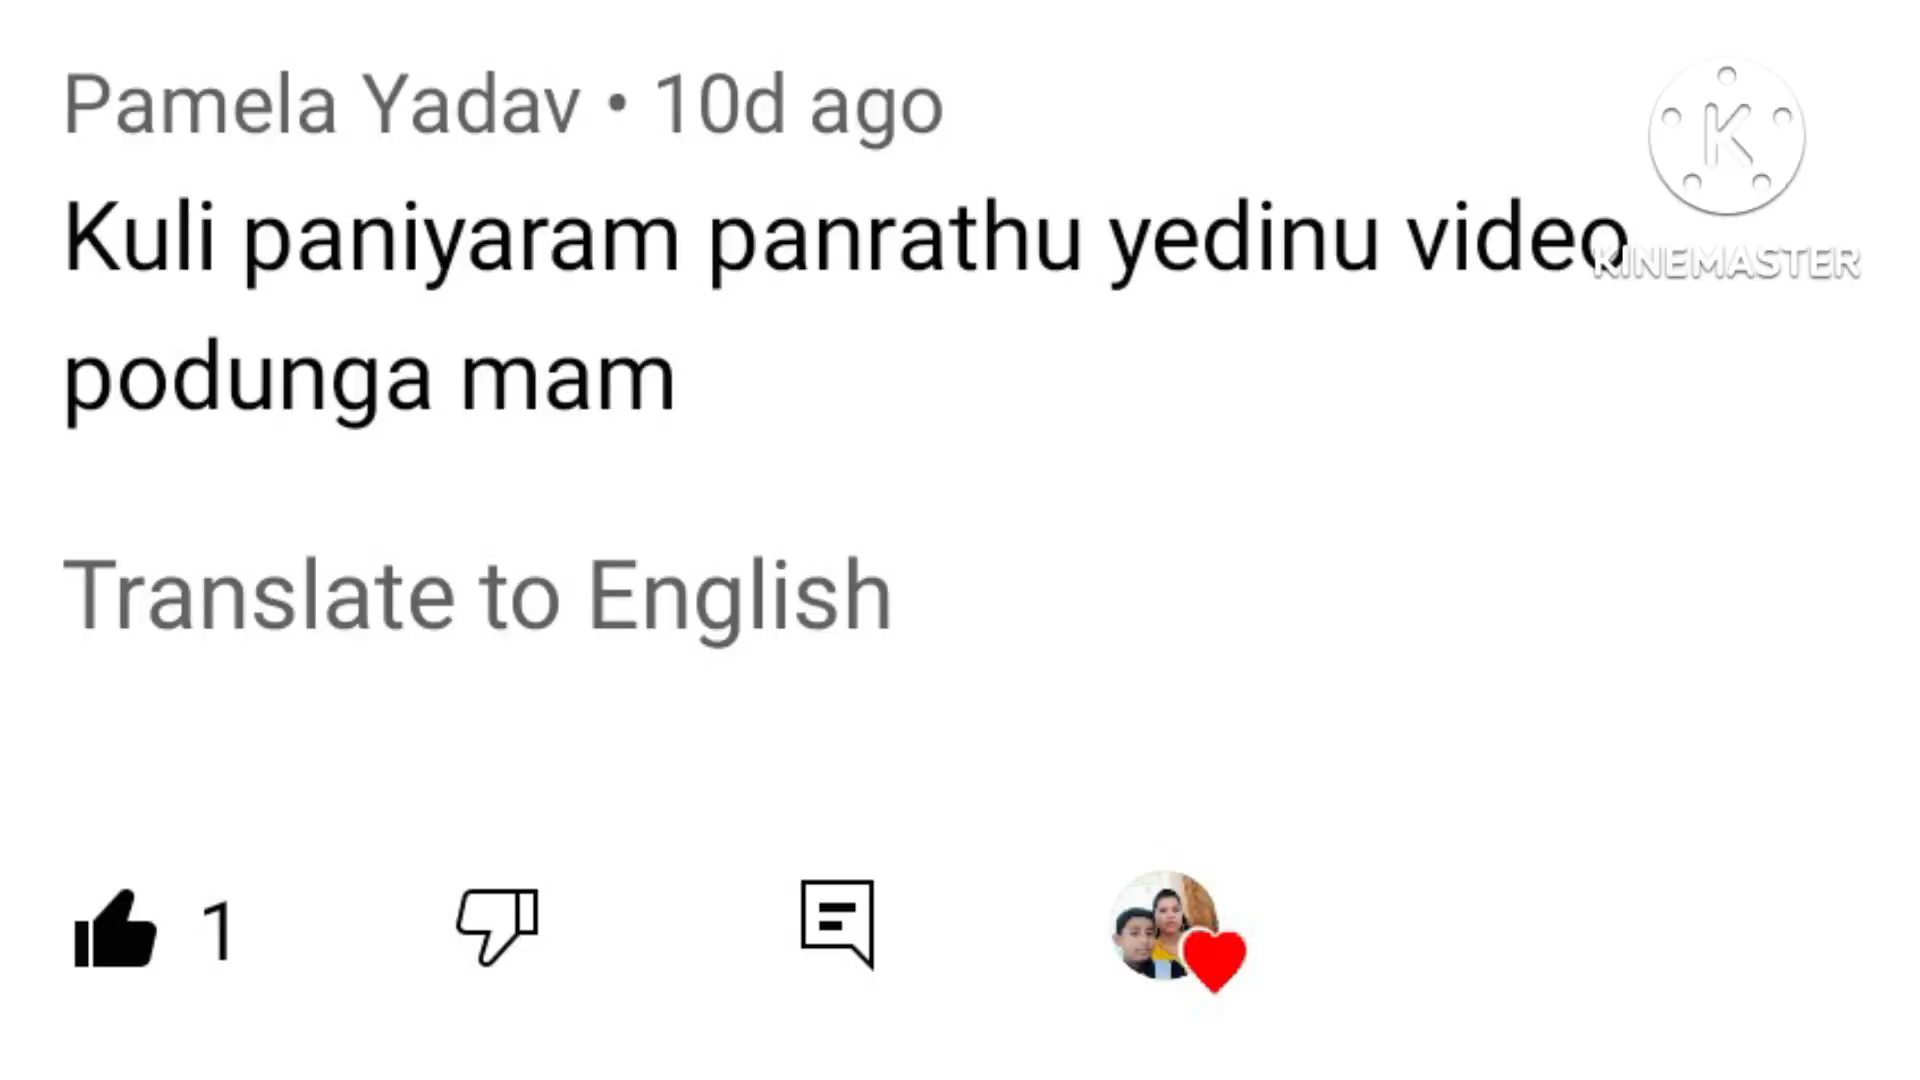 Pamela Yadav • 10d ago
Kuli paniyaram panrathu yedinu video
podunga mam
Translate to English
1
K
KINEMASTER